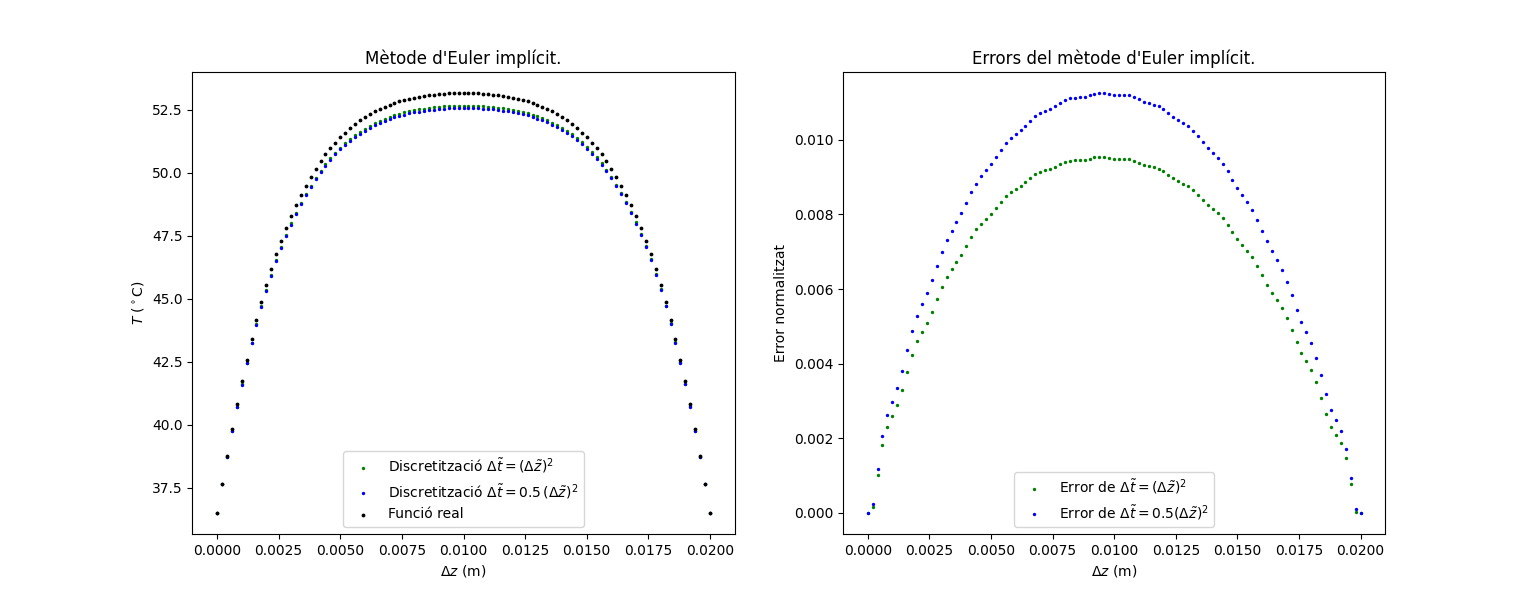 Mètode d'Euler implícit.
52.5
50.0
47.5
45.0
42.5
40.0
37.5
T (°C)
Discretització Δt̃ = (Δz̃)²
Discretització Δt̃ = 0.5 (Δz̃)²
Funció real
0.0000 0.0025 0.0050 0.0075 0.0100 0.0125 0.0150 0.0175 0.0200
Δz (m)
Errors del mètode d'Euler implícit.
0.010
0.008
0.006
0.004
0.002
0.000
Error normalitzat
Error de Δt̃ = (Δz̃)²
Error de Δt̃ = 0.5(Δz̃)²
0.0000 0.0025 0.0050 0.0075 0.0100 0.0125 0.0150 0.0175 0.0200
Δz (m)